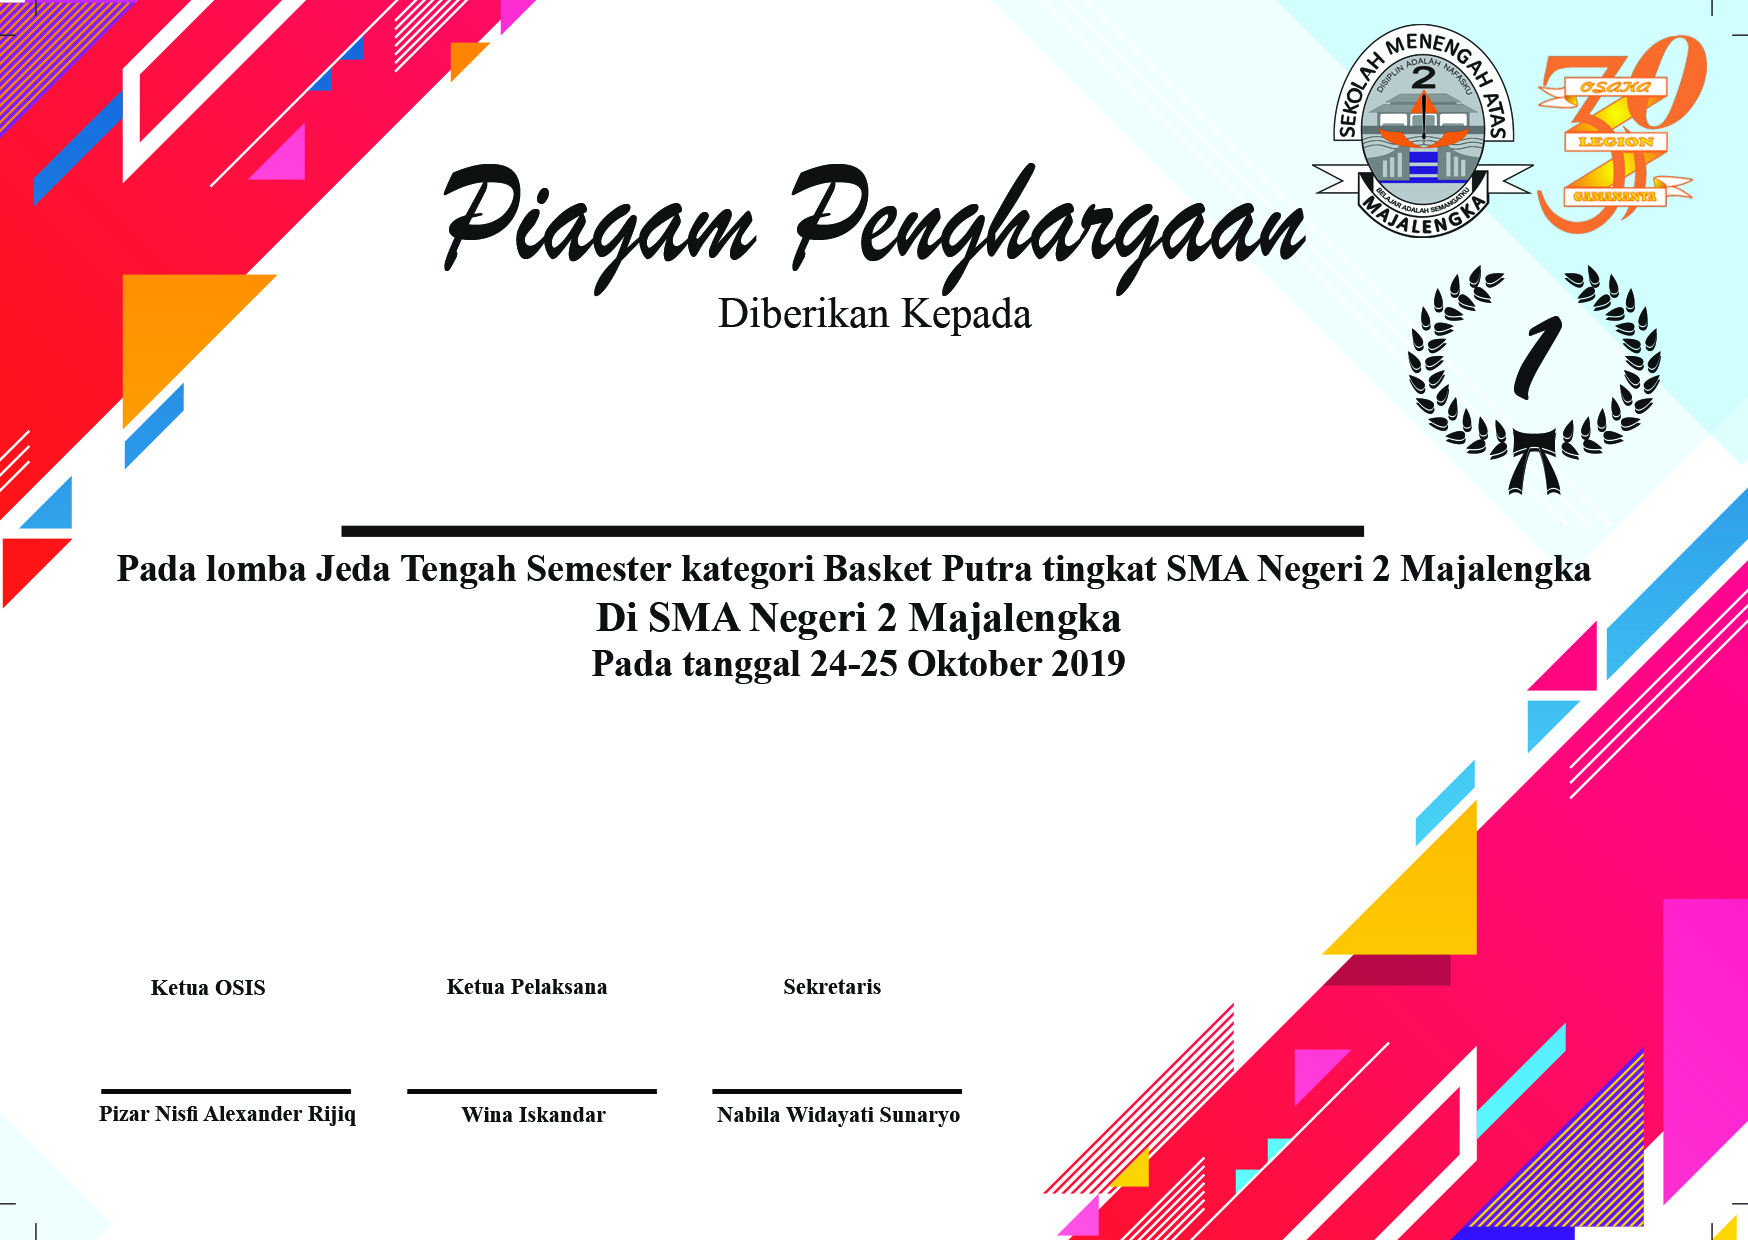 SEKOLAH MENENGAH ATAS
DISIPLIN ADALAH NAFASKU
2
BELAJAR ADALAH SEMANGATKU
MAJALENGKA
30
OSAKA
LEGION
GAMANANTA
Piagam Penghargaan
Diberikan Kepada
1
Pada lomba Jeda Tengah Semester kategori Basket Putra tingkat SMA Negeri 2 Majalengka
Di SMA Negeri 2 Majalengka
Pada tanggal 24-25 Oktober 2019
Ketua OSIS
Ketua Pelaksana
Sekretaris
Pizar Nisfi Alexander Rijiq
Wina Iskandar
Nabila Widayati Sunaryo